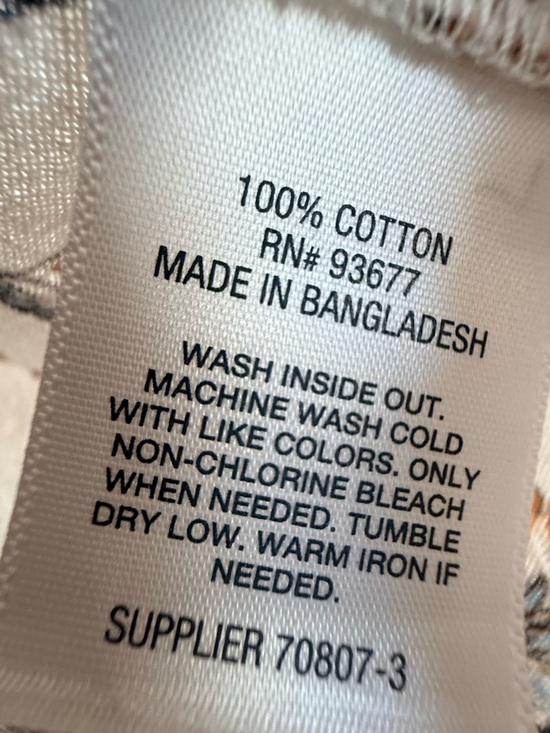 100% COTTON
RN# 93677
MADE IN BANGLADESH
WASH INSIDE OUT.
MACHINE WASH COLD
WITH LIKE COLORS. ONLY
NON-CHLORINE BLEACH
WHEN NEEDED. TUMBLE
DRY LOW. WARM IRON IF
NEEDED.
SUPPLIER 70807-3